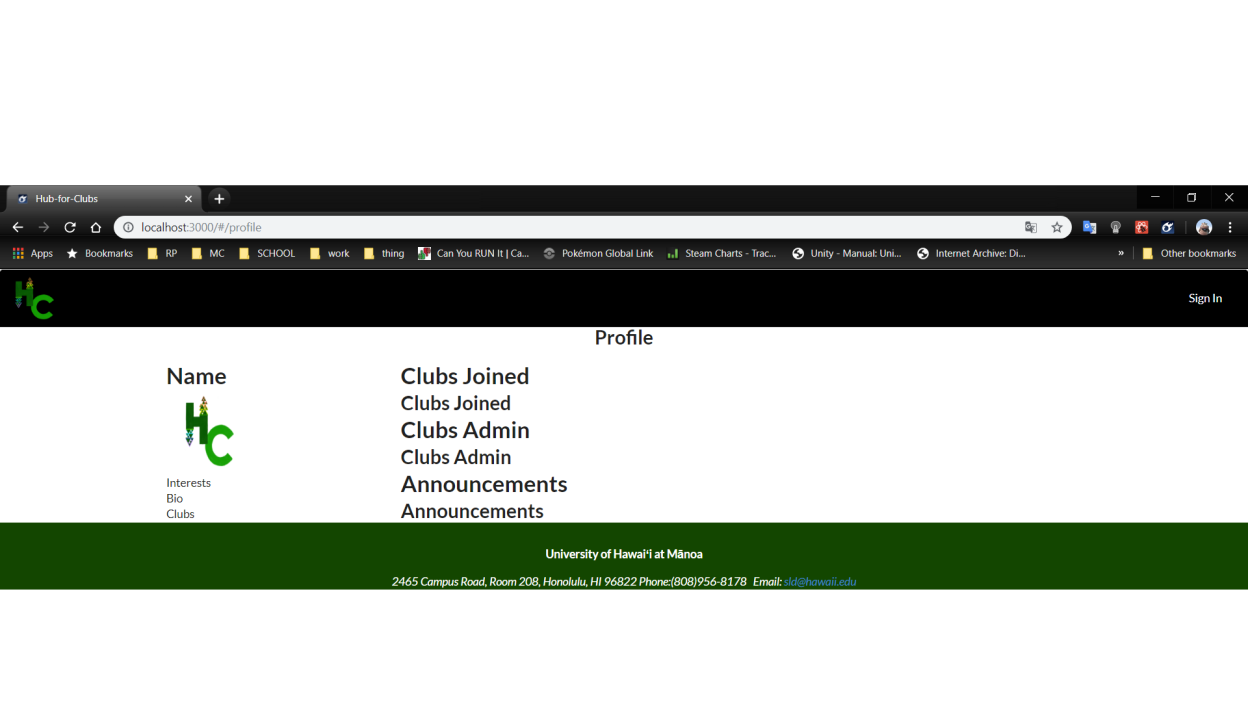 Hub-for-Clubs
localhost:3000/#/profile
Apps Bookmarks RP MC SCHOOL work thing Can You RUN It | Ca... Pokémon Global Link Steam Charts - Trac... Unity - Manual: Uni... Internet Archive: Di... » Other bookmarks
HC Sign In
Profile
Name
HC
Interests
Bio
Clubs
Clubs Joined
Clubs Joined
Clubs Admin
Clubs Admin
Announcements
Announcements
University of Hawaiʻi at Mānoa
2465 Campus Road, Room 208, Honolulu, HI 96822 Phone:(808)956-8178 Email: sld@hawaii.edu